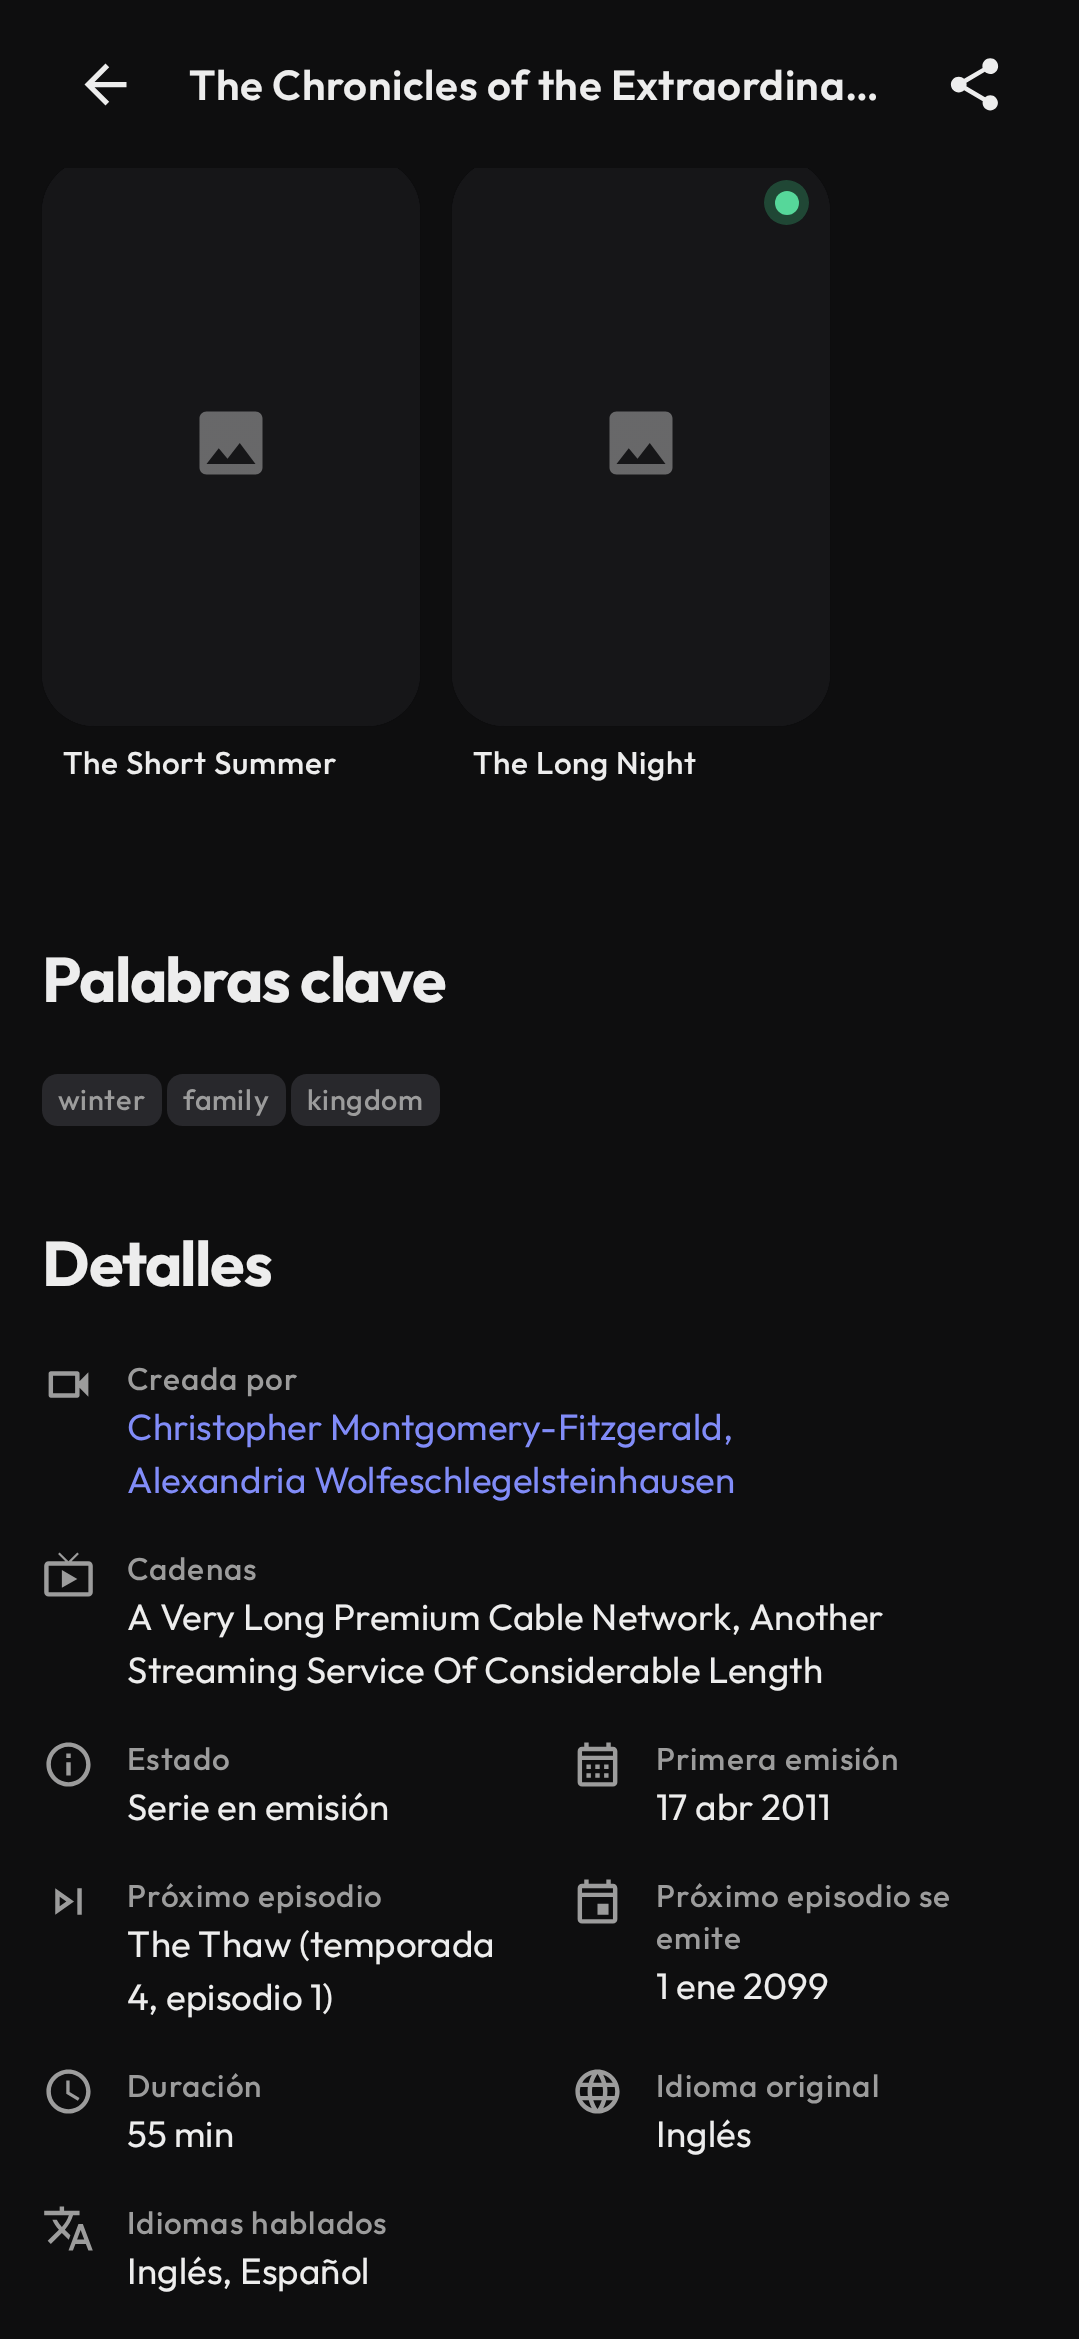 The Chronicles of the Extraordina...
The Short Summer
The Long Night
Palabras clave
winter
family
kingdom
Detalles
Creada por
Christopher Montgomery-Fitzgerald,
Alexandria Wolfeschlegelsteinhausen
Cadenas
A Very Long Premium Cable Network, Another
Streaming Service Of Considerable Length
Estado
Serie en emisión
Primera emisión
17 abr 2011
Próximo episodio
The Thaw (temporada
4, episodio 1)
Próximo episodio se
emite
1 ene 2099
Duración
55 min
Idioma original
Inglés
Idiomas hablados
Inglés, Español